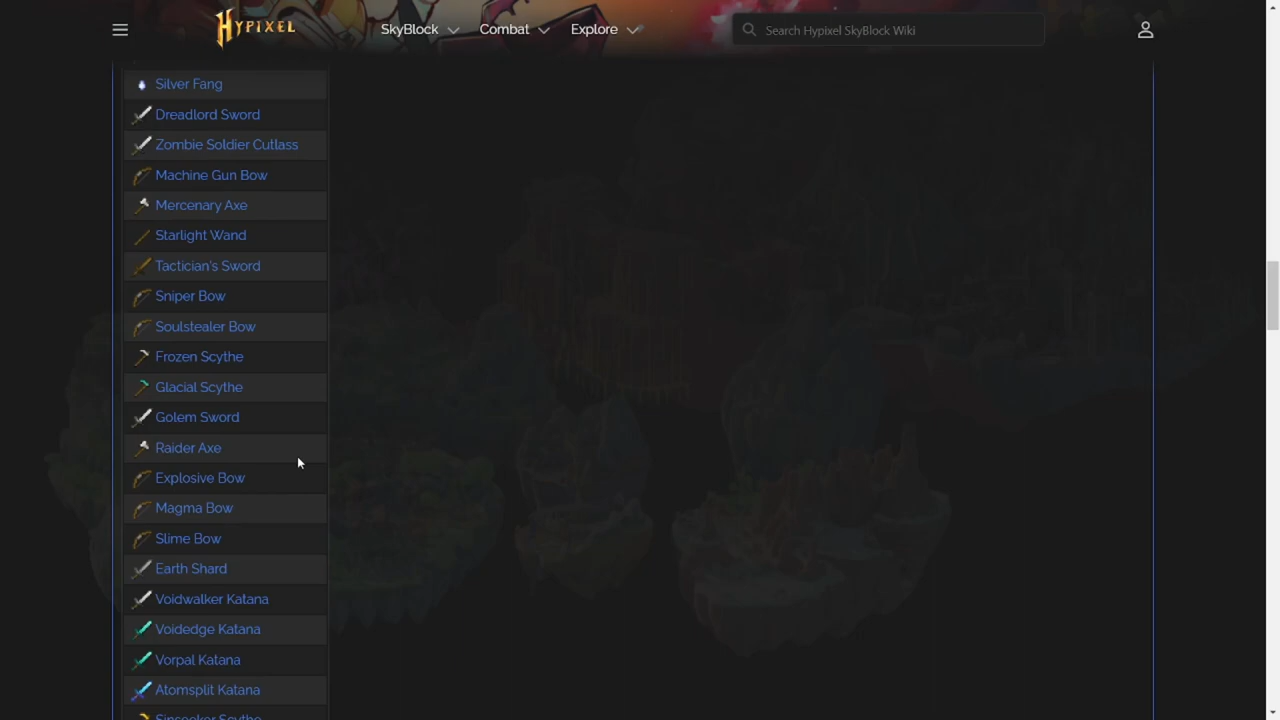 HYPIXEL
SkyBlock
Combat
Explore
Search Hypixel SkyBlock Wiki
Silver Fang
Dreadlord Sword
Zombie Soldier Cutlass
Machine Gun Bow
Mercenary Axe
Starlight Wand
Tactician's Sword
Sniper Bow
Soulstealer Bow
Frozen Scythe
Glacial Scythe
Golem Sword
Raider Axe
Explosive Bow
Magma Bow
Slime Bow
Earth Shard
Voidwalker Katana
Voidedge Katana
Vorpal Katana
Atomsplit Katana
Sinseeker Scythe